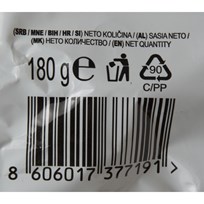 (SRB / MNE / BIH / HR / SI) NETO KOLIČINA / (AL) SASIA NETO /
(MK) НЕТО КОЛИЧЕСТВО / (EN) NET QUANTITY
180 g e
90
C/PP
8 606017 377191 >